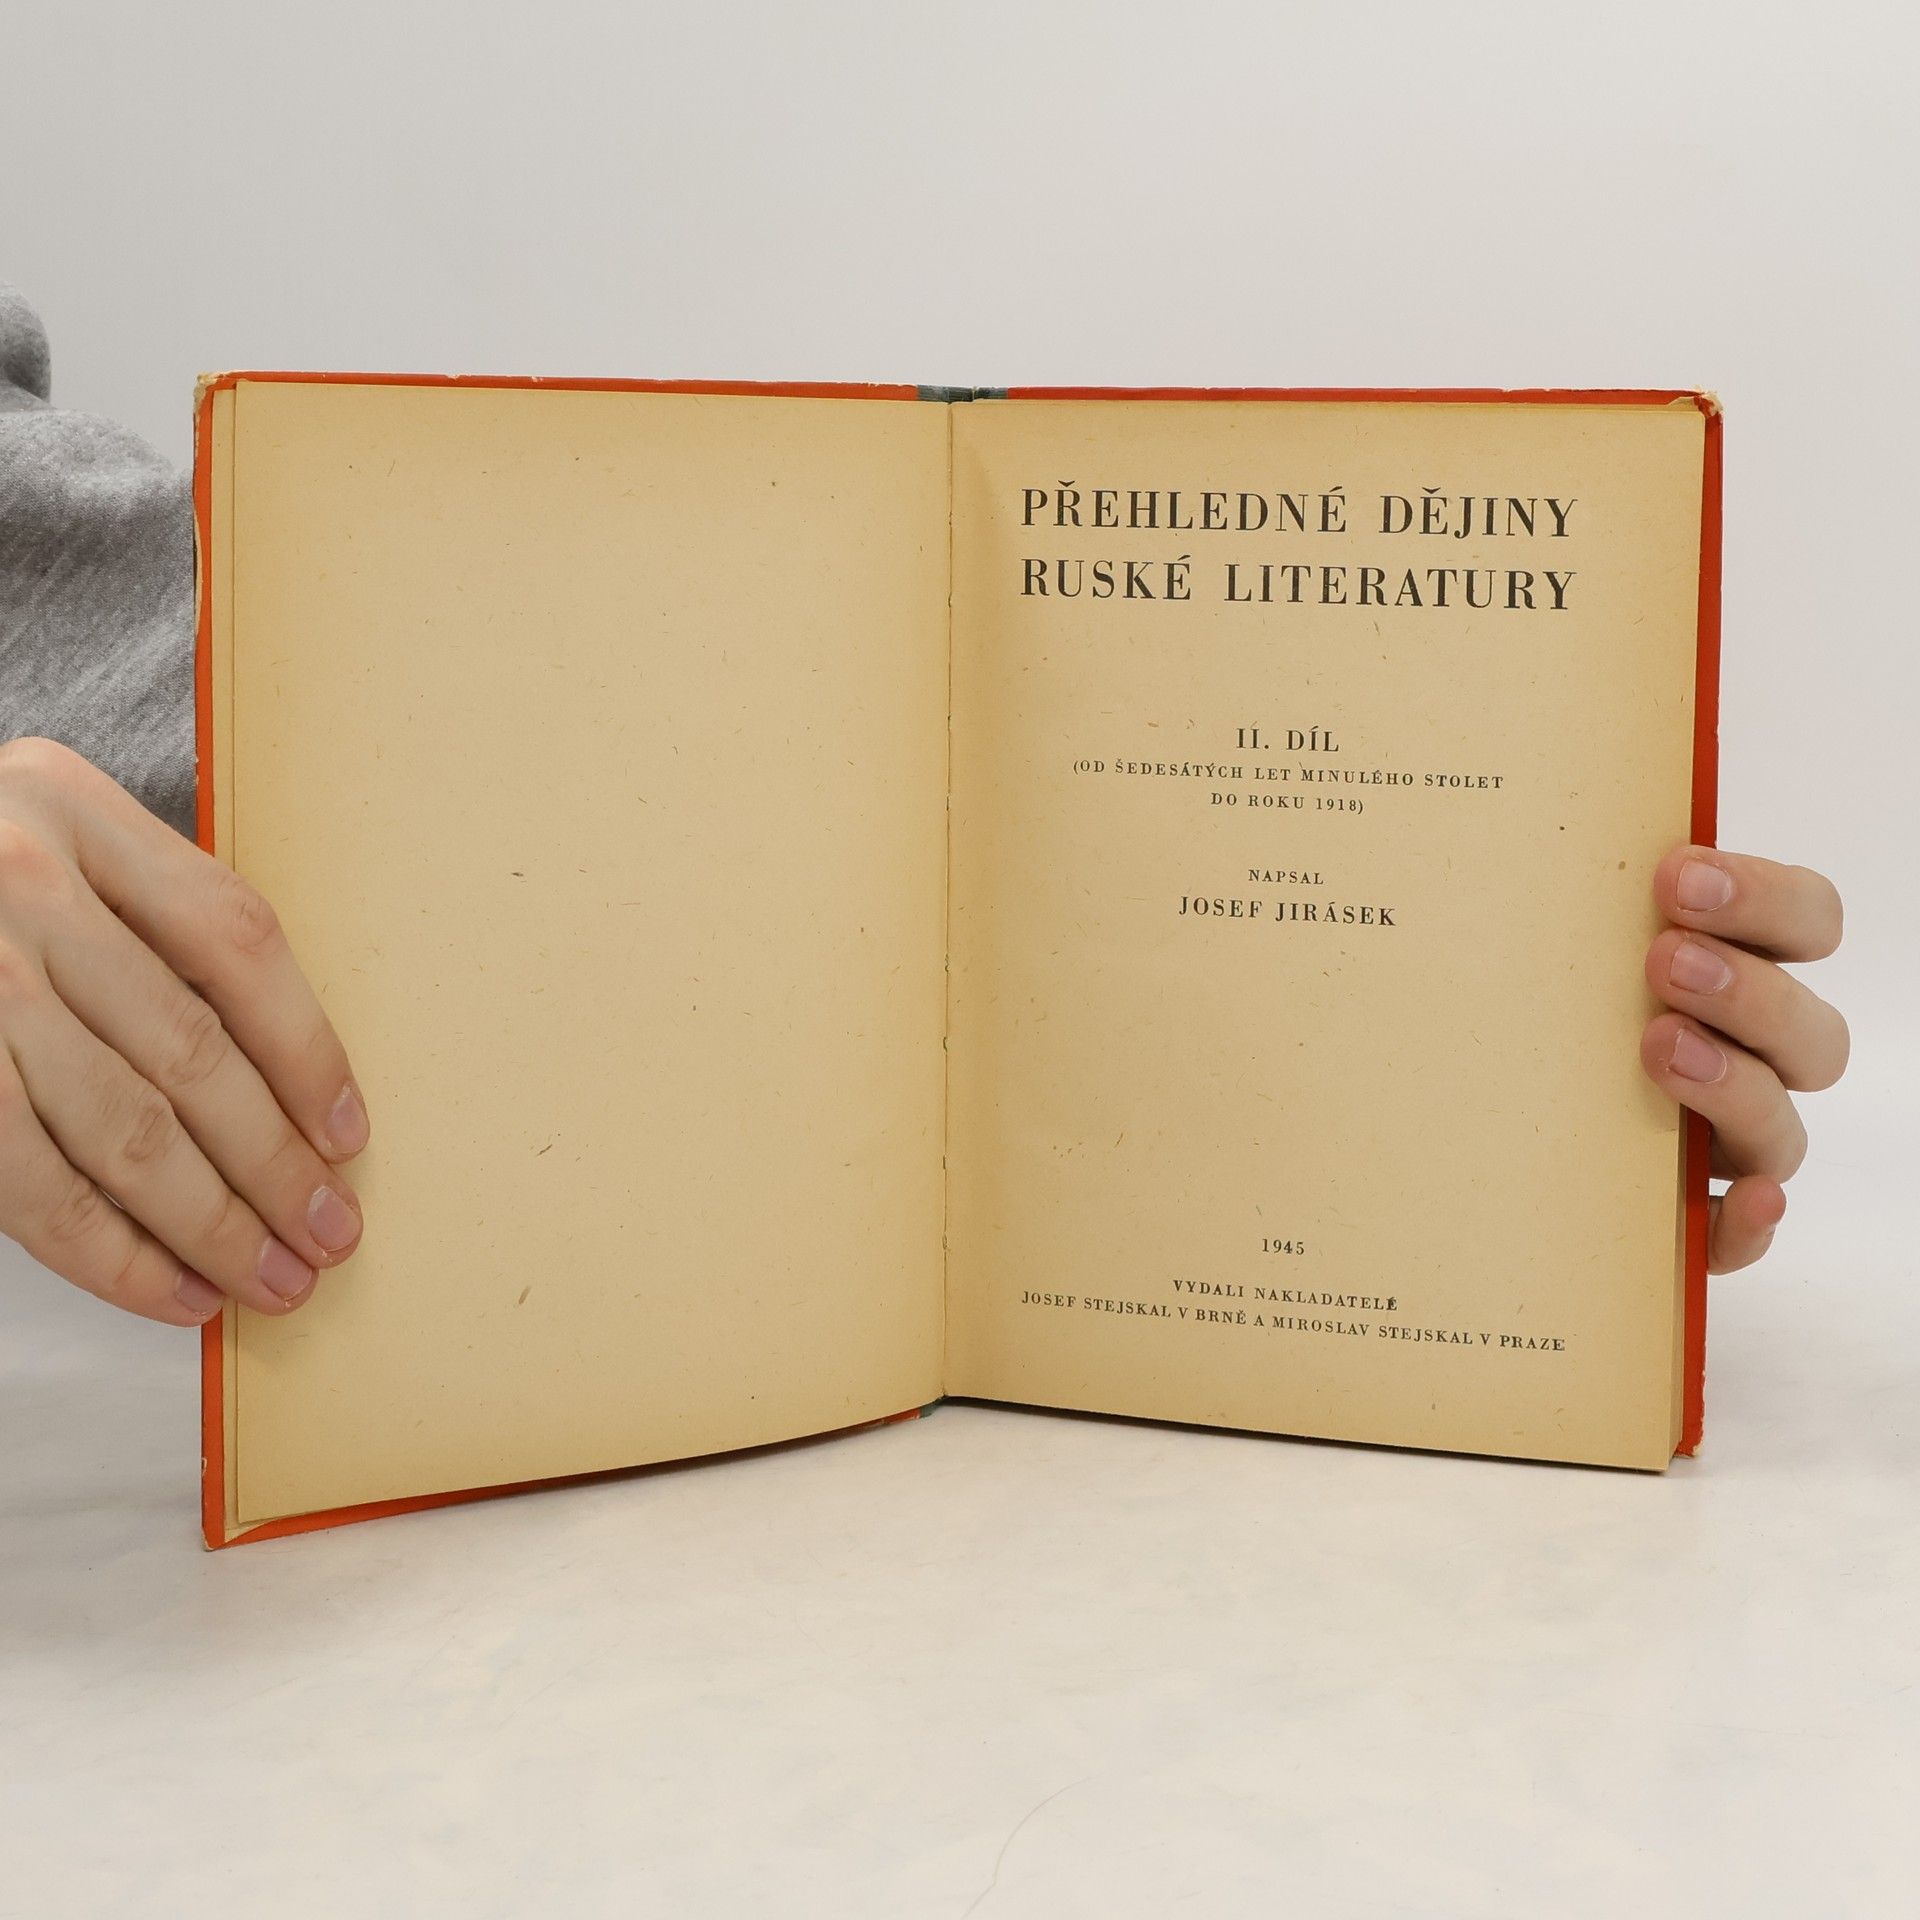 PŘEHLEDNÉ DĚJINY
RUSKÉ LITERATURY
II. DÍL
(OD ŠEDESÁTÝCH LET MINULÉHO STOLET
DO ROKU 1918)
NAPSAL
JOSEF JIRÁSEK
1945
VYDALI NAKLADATELÉ
JOSEF STEJSKAL V BRNĚ A MIROSLAV STEJSKAL V PRAZE